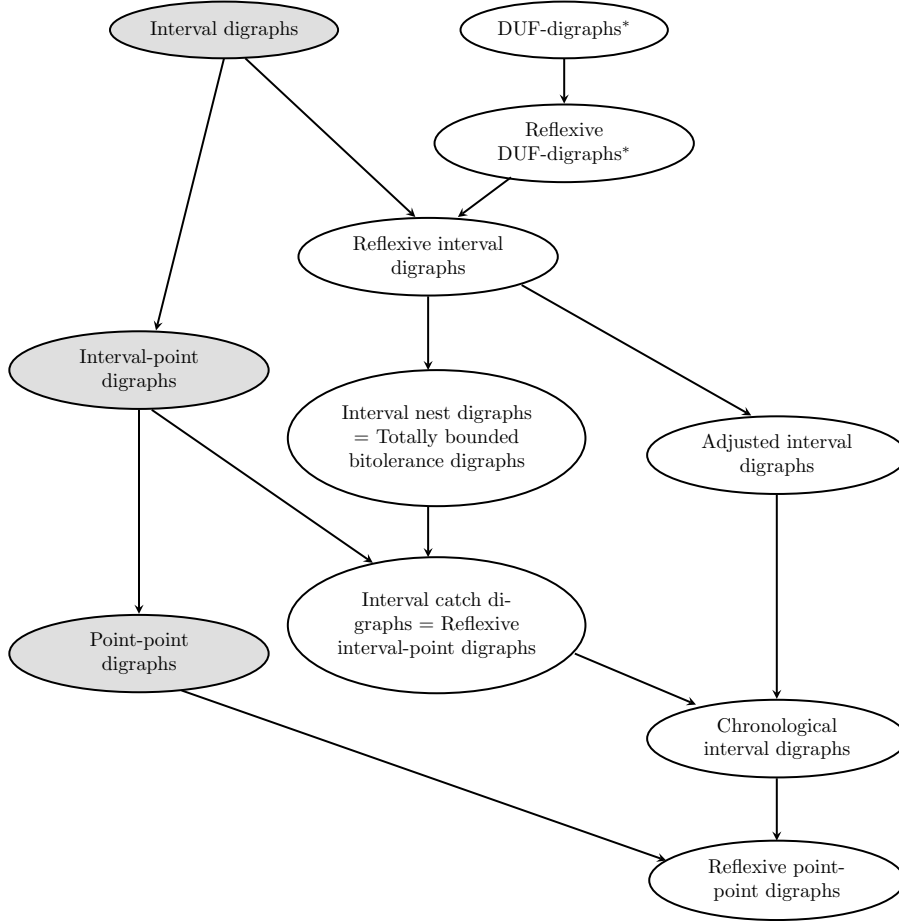 Interval digraphs
DUF-digraphs*
Reflexive
DUF-digraphs*
Reflexive interval
digraphs
Interval-point
digraphs
Interval nest digraphs
= Totally bounded
bitolerance digraphs
Adjusted interval
digraphs
Interval catch di-
graphs = Reflexive
interval-point digraphs
Point-point
digraphs
Chronological
interval digraphs
Reflexive point-
point digraphs